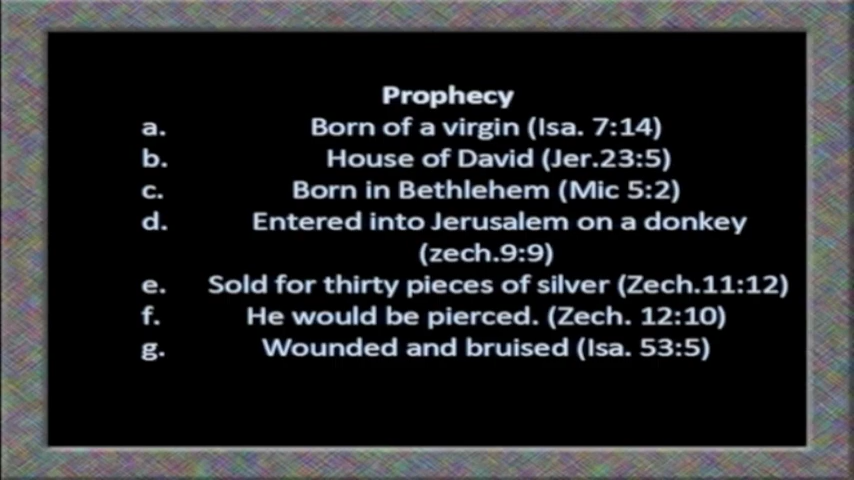 Prophecy
a. Born of a virgin (Isa. 7:14)
b. House of David (Jer.23:5)
c. Born in Bethlehem (Mic 5:2)
d. Entered into Jerusalem on a donkey
(zech.9:9)
e. Sold for thirty pieces of silver (Zech.11:12)
f. He would be pierced. (Zech. 12:10)
g. Wounded and bruised (Isa. 53:5)